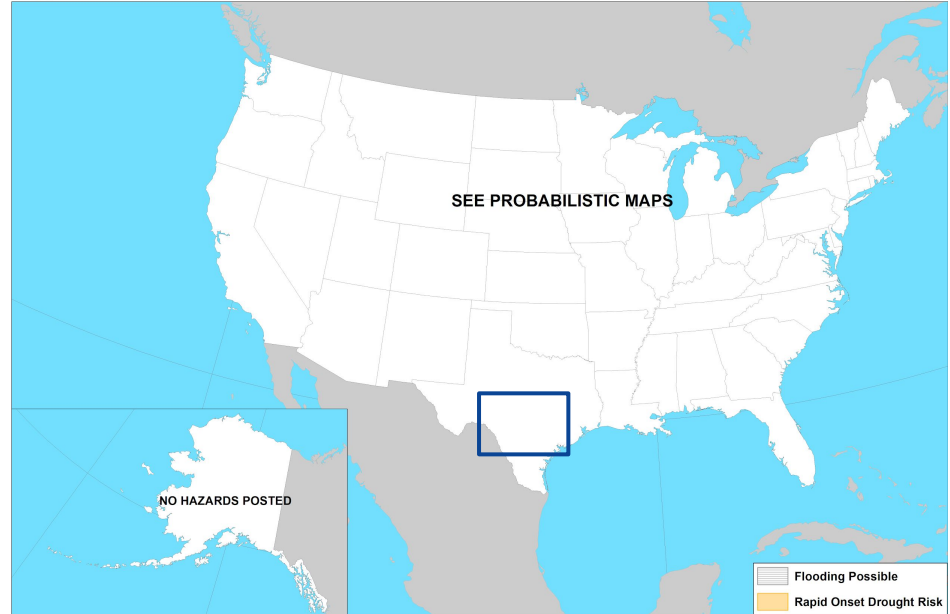 SEE PROBABILISTIC MAPS
NO HAZARDS POSTED
Flooding Possible
Rapid Onset Drought Risk